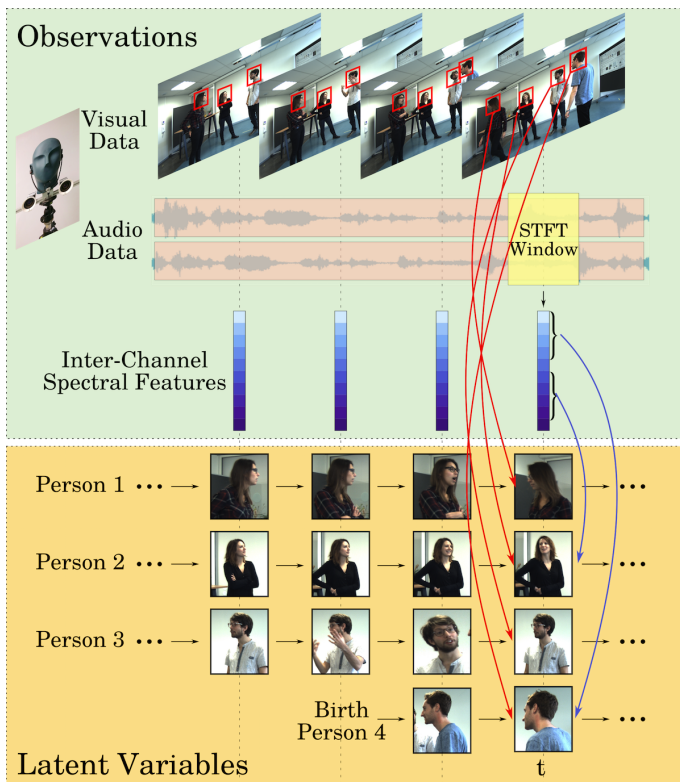 Observations
Visual
Data
Audio
Data
STFT
Window
Inter-Channel
Spectral Features
Person 1
Person 2
Person 3
Birth
Person 4
Latent Variables
t